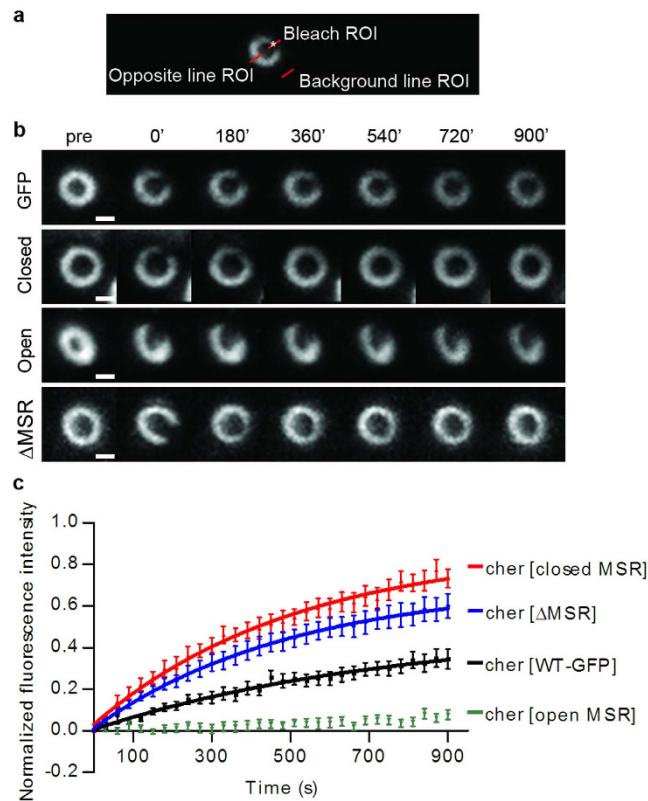 a
Bleach ROI
*
Opposite line ROI
Background line ROI
b
pre 0' 180' 360' 540' 720' 900'
GFP
Closed
Open
ΔMSR
c
Normalized fluorescence intensity
1.0
0.8
0.6
0.4
0.2
0.0
-0.2
100 300 500 700 900
Time (s)
cher [closed MSR]
cher [ΔMSR]
cher [WT-GFP]
cher [open MSR]